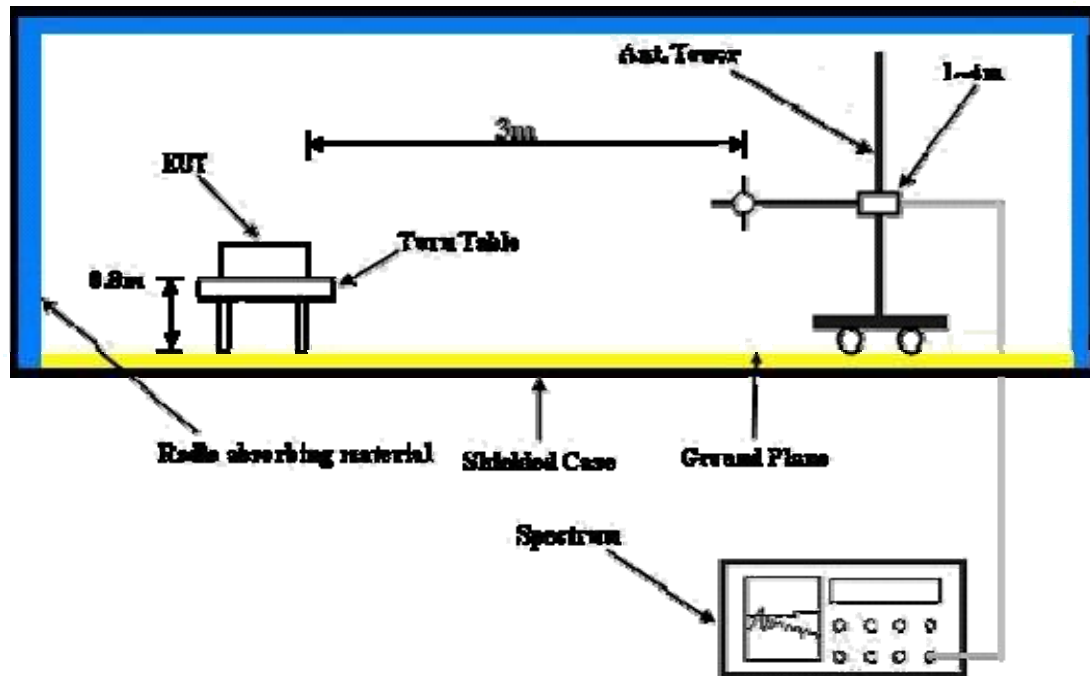 Ant. Tower
1~4m
3m
EUT
Turn Table
0.8m
Radio absorbing material
Shielded Case
Ground Plane
Spectrum